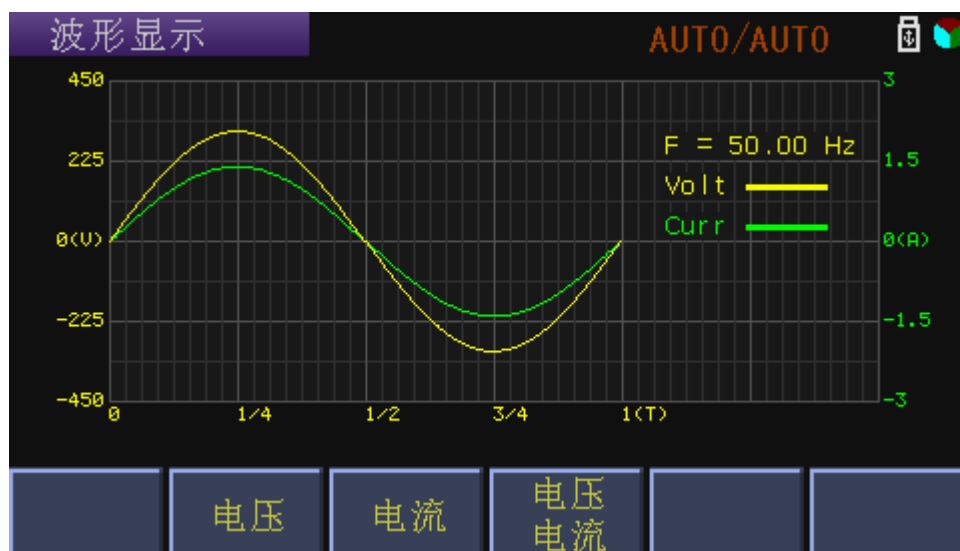 波形显示
AUTO/AUTO
450
3
F = 50.00 Hz
225
1.5
Volt
Curr
0(V)
0(A)
-225
-1.5
-450
-3
0 1/4 1/2 3/4 1(T)
电压 电流 电压
电流